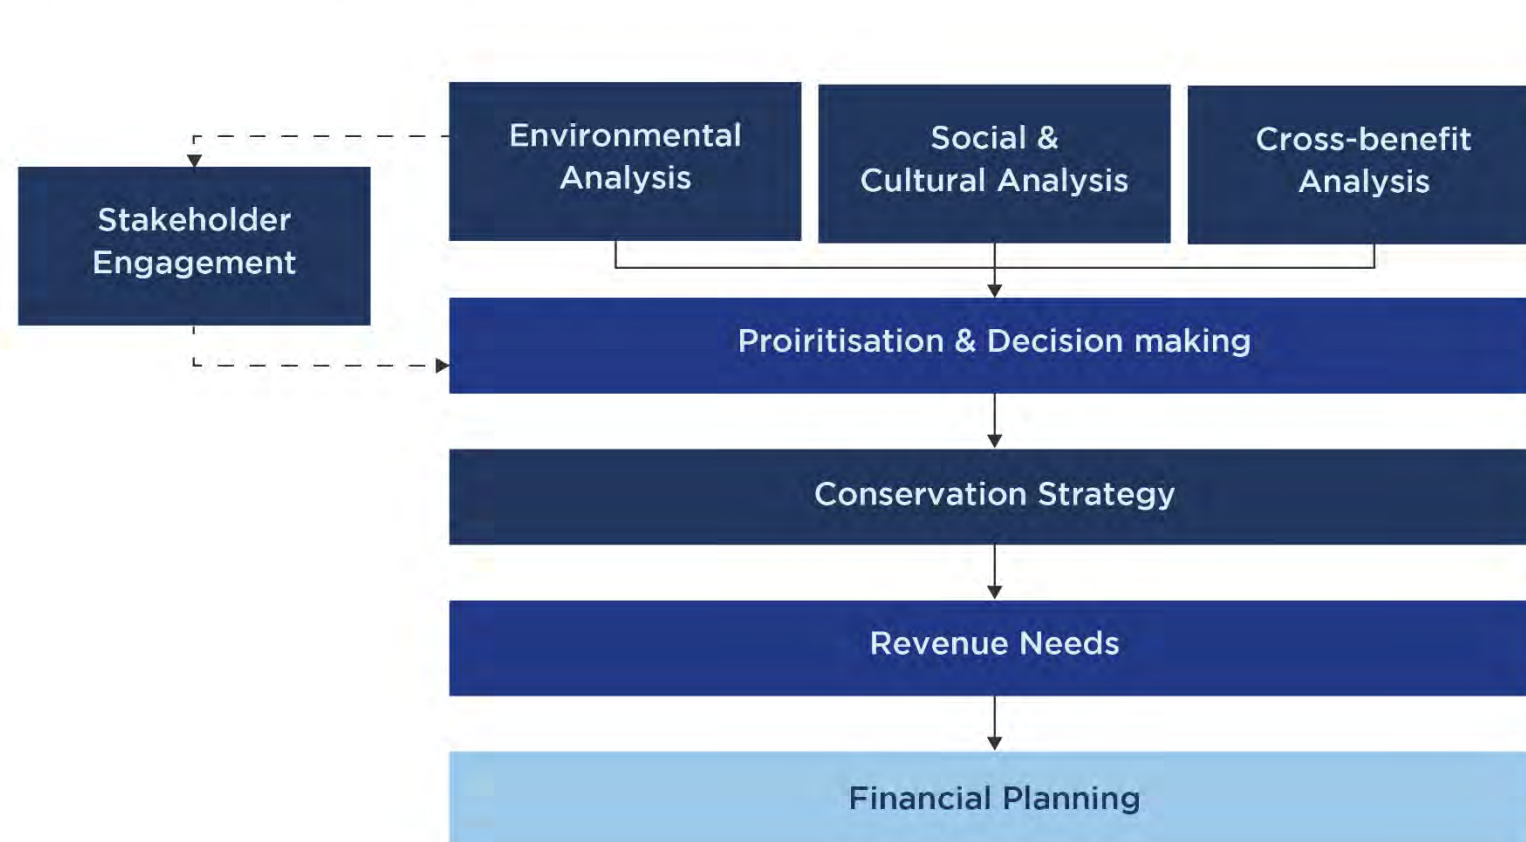 Environmental
Analysis
Social &
Cultural Analysis
Cross-benefit
Analysis
Stakeholder
Engagement
Proiritisation & Decision making
Conservation Strategy
Revenue Needs
Financial Planning